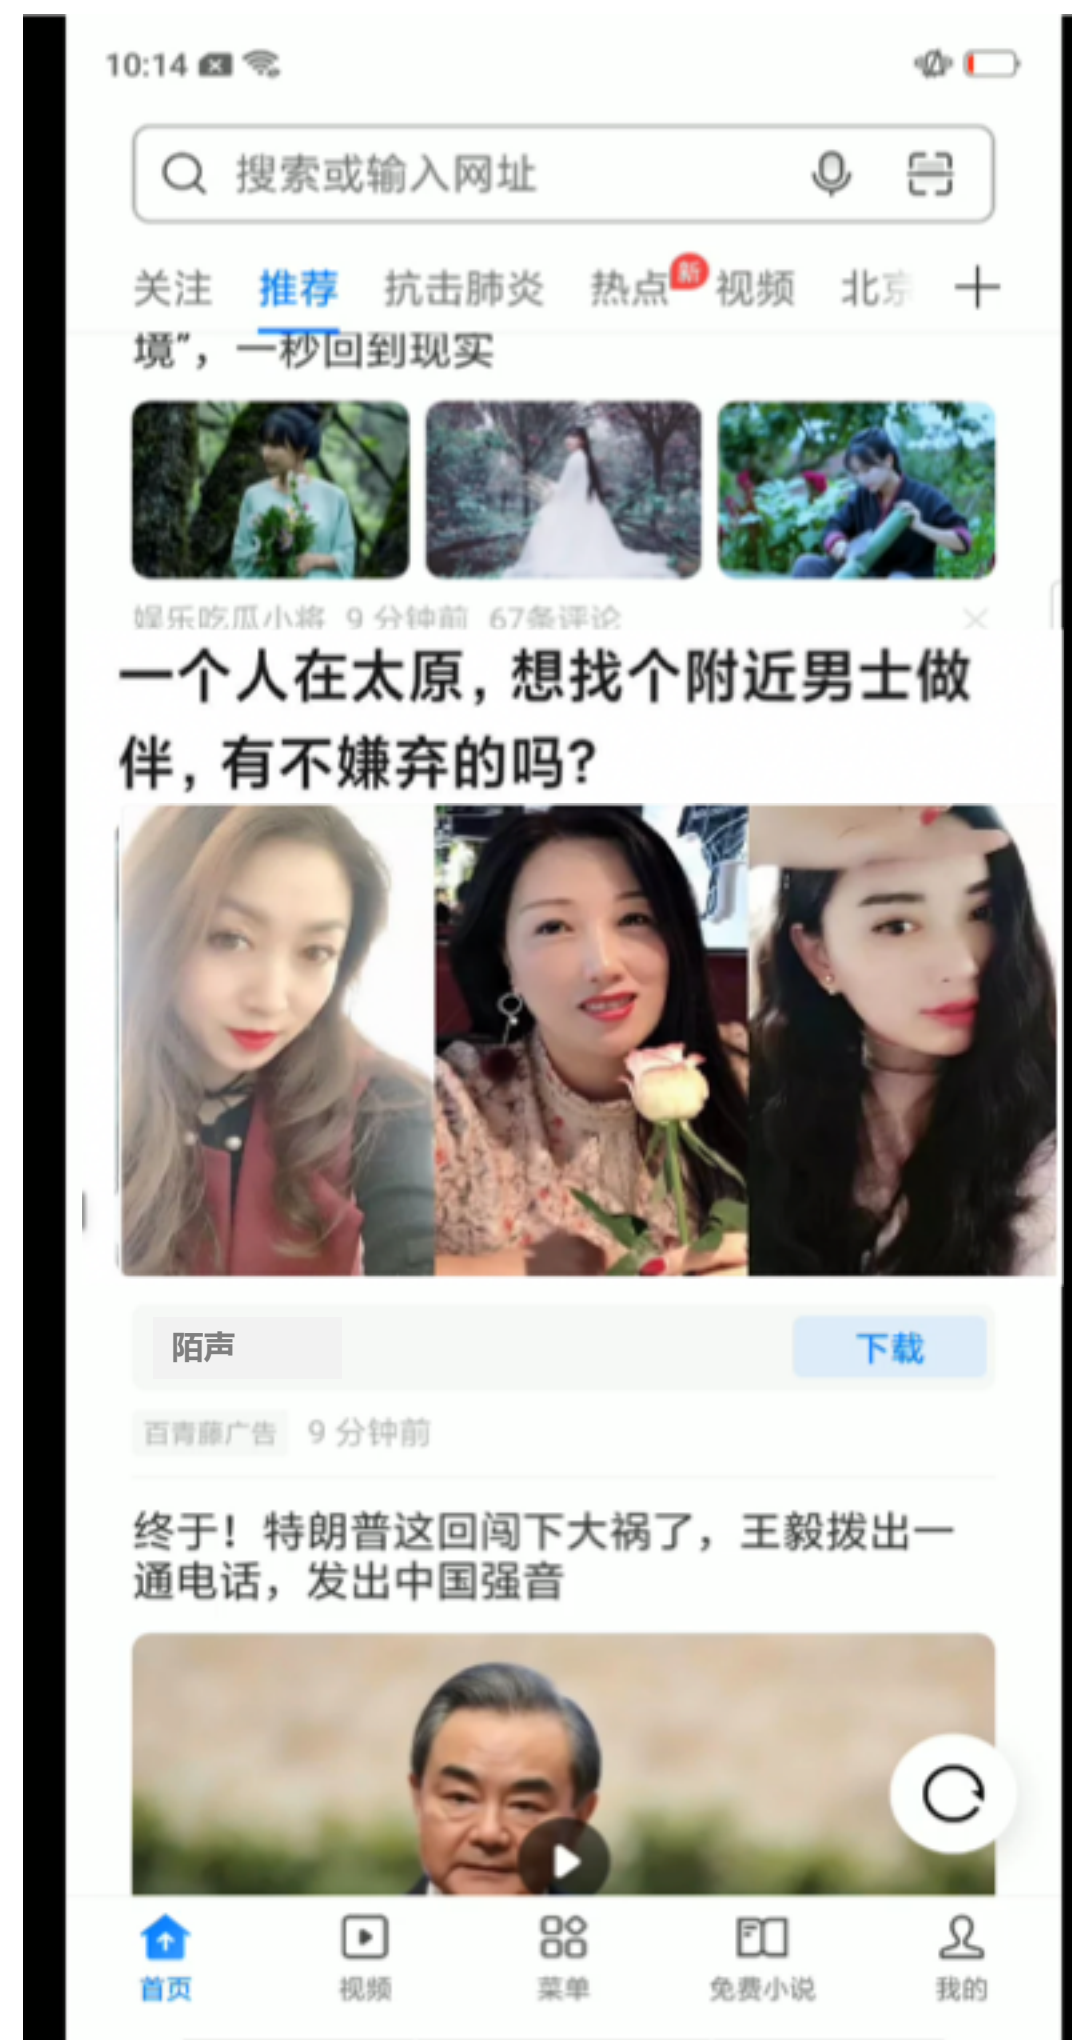 10:14
搜索或输入网址
关注 推荐 抗击肺炎 热点 新 视频 北京
境”，一秒回到现实
娱乐吃瓜小将 9 分钟前 67条评论
一个人在太原，想找个附近男士做
伴，有不嫌弃的吗？
陌声
下载
百青藤广告 9 分钟前
终于！特朗普这回闯下大祸了，王毅拨出一
通电话，发出中国强音
首页 视频 菜单 免费小说 我的